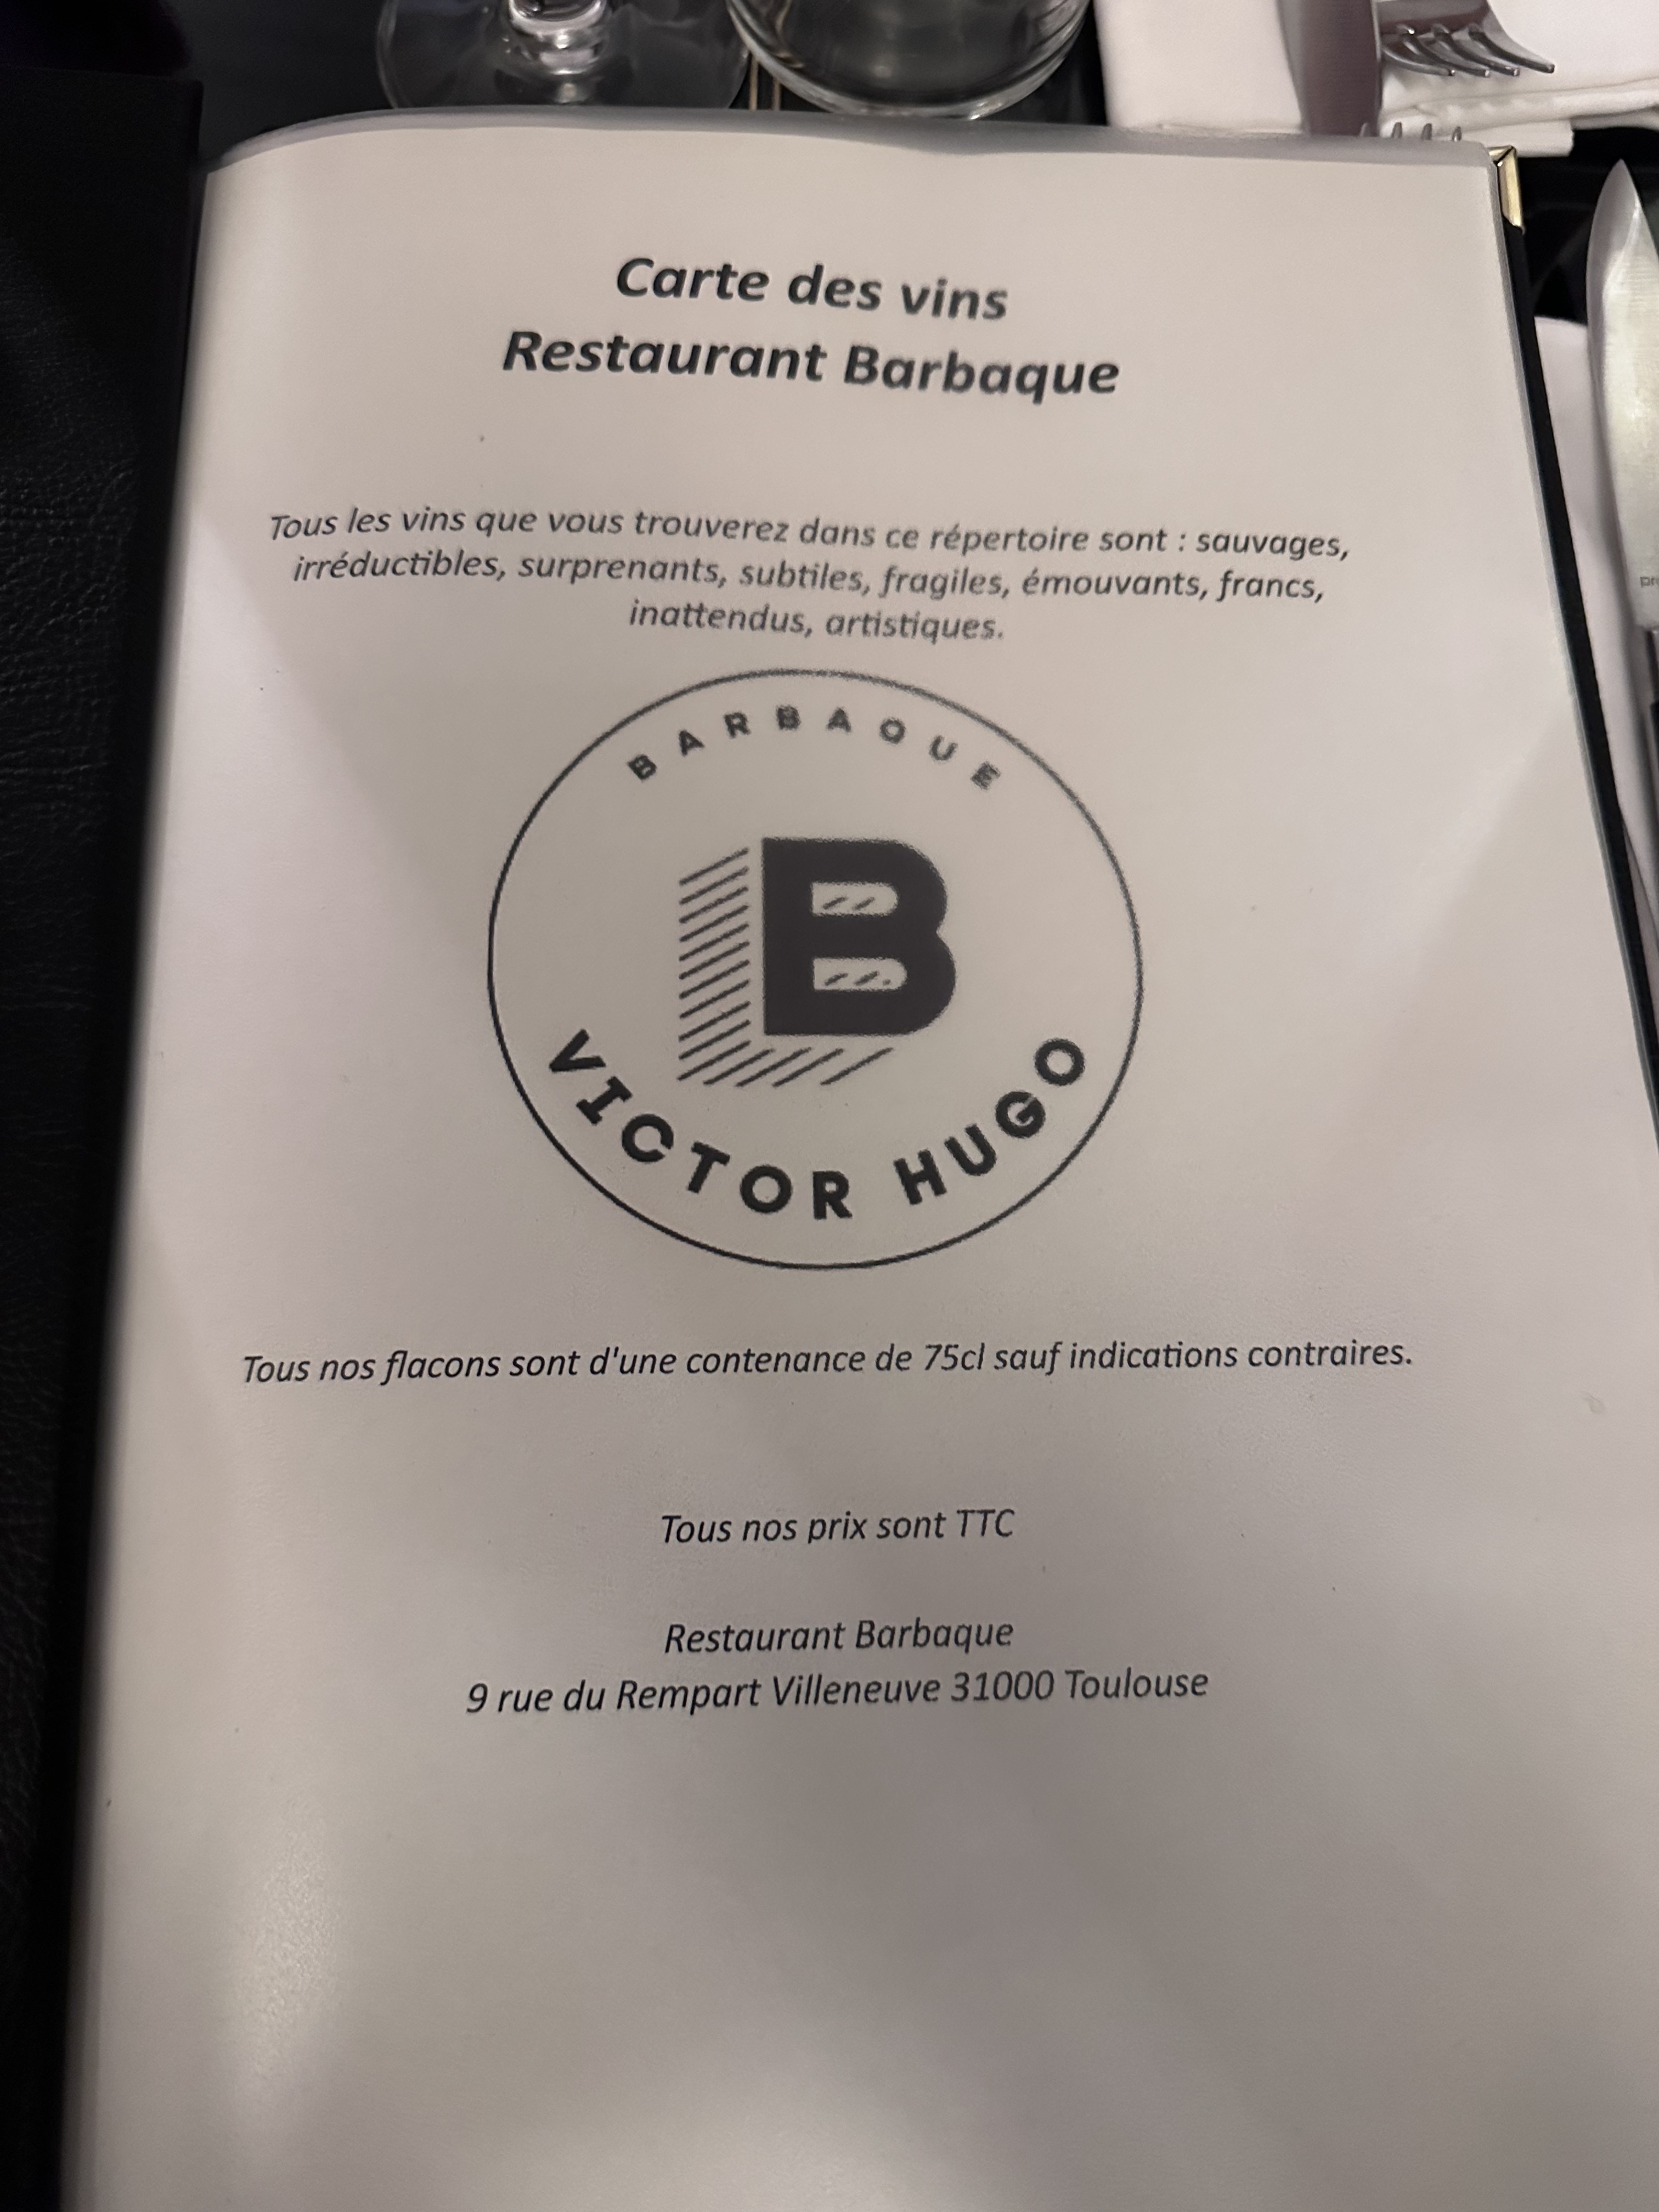 Carte des vins
Restaurant Barbaque
Tous les vins que vous trouverez dans ce répertoire sont : sauvages,
irréductibles, surprenants, subtiles, fragiles, émouvants, francs,
inattendus, artistiques.
BARBAQUE
B
VICTOR HUGO
Tous nos flacons sont d'une contenance de 75cl sauf indications contraires.
Tous nos prix sont TTC
Restaurant Barbaque
9 rue du Rempart Villeneuve 31000 Toulouse